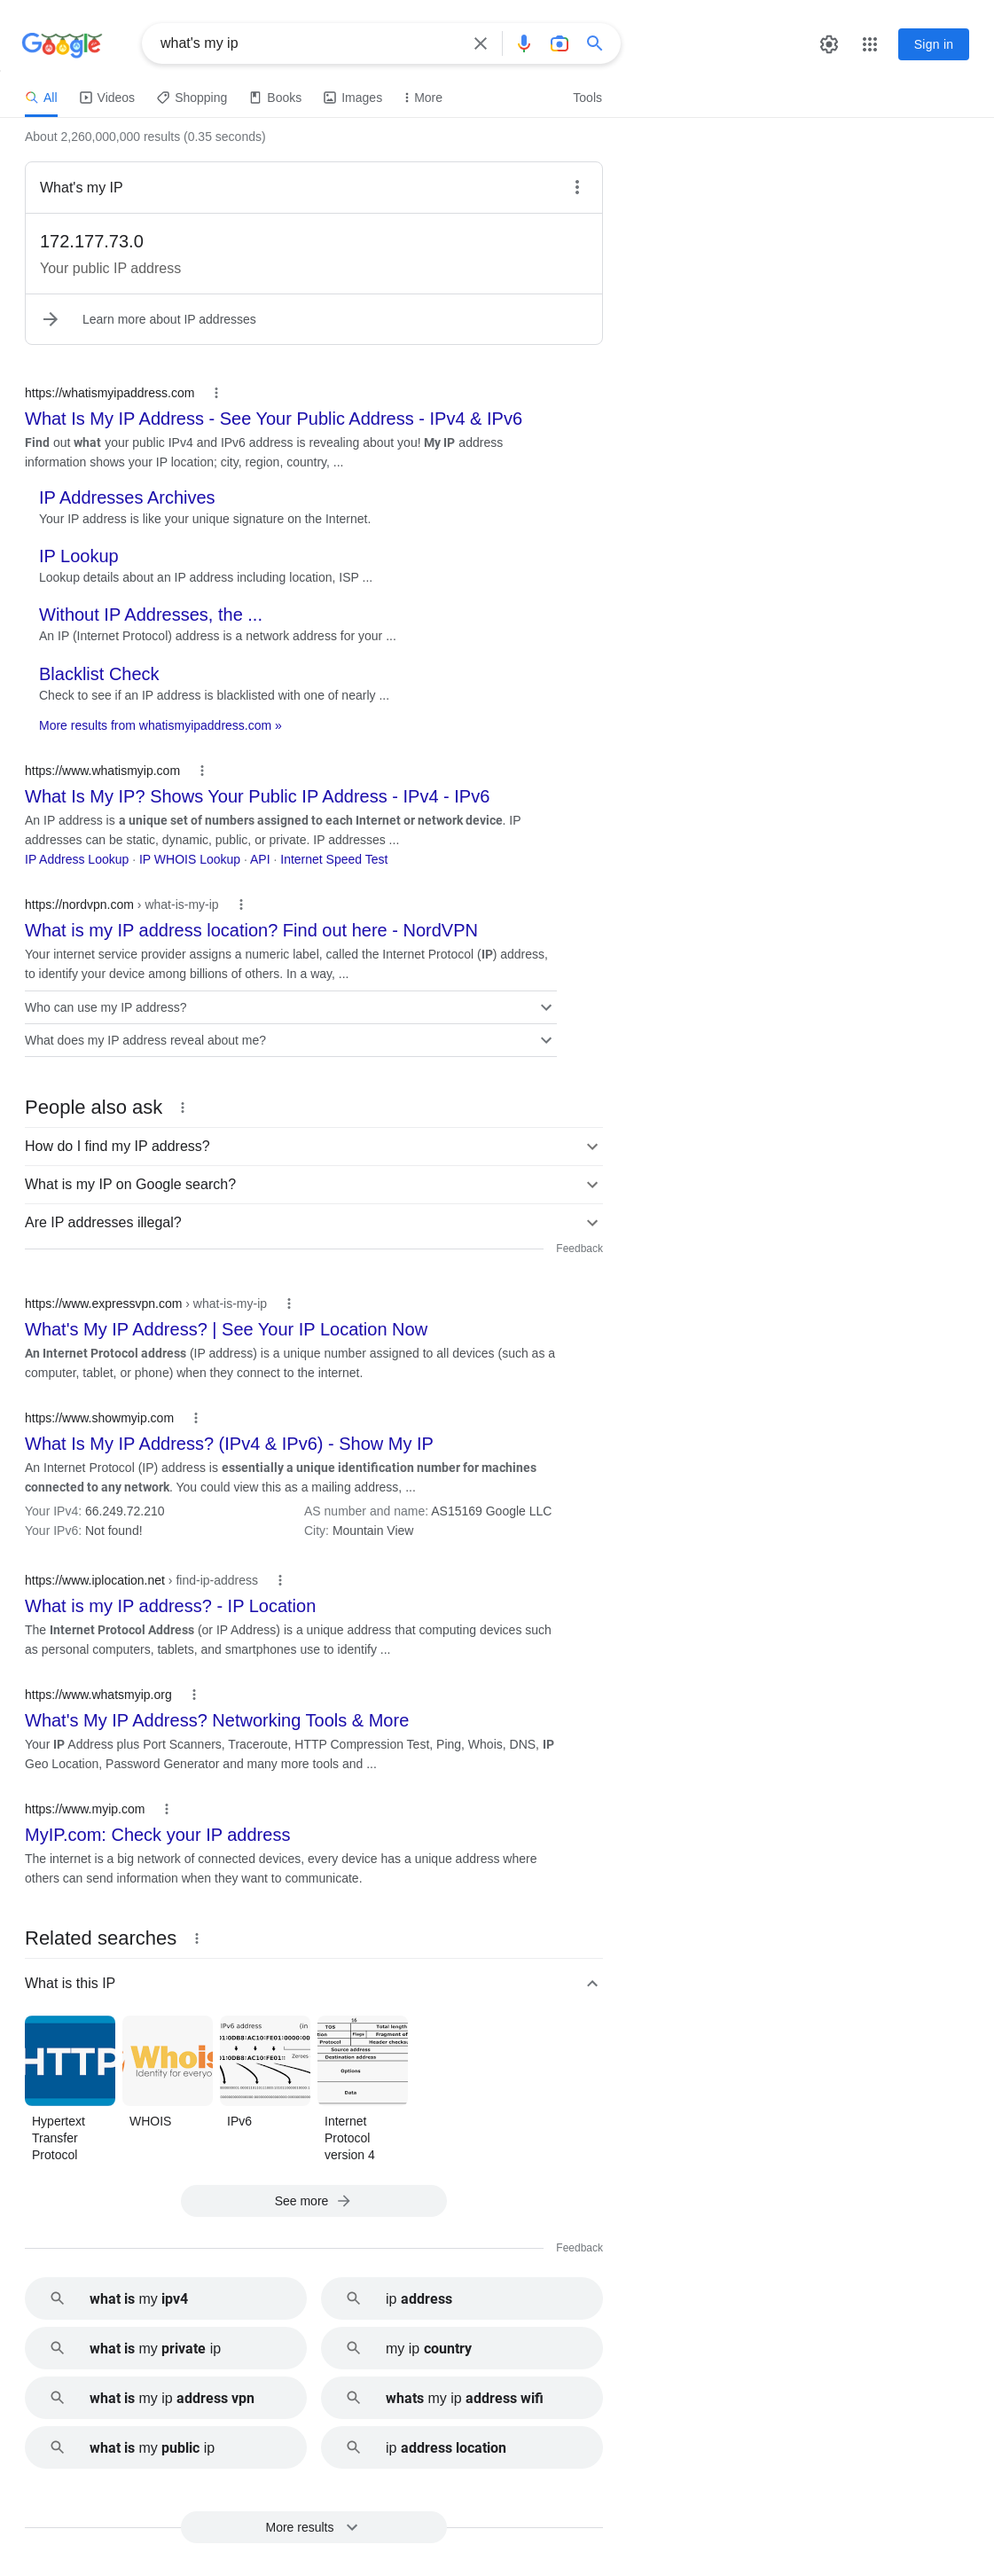 Google
what's my ip
Sign in
All
Videos
Shopping
Books
Images
More
Tools
About 2,260,000,000 results (0.35 seconds)
What's my IP
172.177.73.0
Your public IP address
Learn more about IP addresses
https://whatismyipaddress.com
What Is My IP Address - See Your Public Address - IPv4 & IPv6
Find out what your public IPv4 and IPv6 address is revealing about you! My IP address
information shows your IP location; city, region, country, ...
IP Addresses Archives
Your IP address is like your unique signature on the Internet.
IP Lookup
Lookup details about an IP address including location, ISP ...
Without IP Addresses, the ...
An IP (Internet Protocol) address is a network address for your ...
Blacklist Check
Check to see if an IP address is blacklisted with one of nearly ...
More results from whatismyipaddress.com »
https://www.whatismyip.com
What Is My IP? Shows Your Public IP Address - IPv4 - IPv6
An IP address is a unique set of numbers assigned to each Internet or network device. IP
addresses can be static, dynamic, public, or private. IP addresses ...
IP Address Lookup · IP WHOIS Lookup · API · Internet Speed Test
https://nordvpn.com › what-is-my-ip
What is my IP address location? Find out here - NordVPN
Your internet service provider assigns a numeric label, called the Internet Protocol (IP) address,
to identify your device among billions of others. In a way, ...
Who can use my IP address?
What does my IP address reveal about me?
People also ask
How do I find my IP address?
What is my IP on Google search?
Are IP addresses illegal?
Feedback
https://www.expressvpn.com › what-is-my-ip
What's My IP Address? | See Your IP Location Now
An Internet Protocol address (IP address) is a unique number assigned to all devices (such as a
computer, tablet, or phone) when they connect to the internet.
https://www.showmyip.com
What Is My IP Address? (IPv4 & IPv6) - Show My IP
An Internet Protocol (IP) address is essentially a unique identification number for machines
connected to any network. You could view this as a mailing address, ...
Your IPv4: 66.249.72.210
AS number and name: AS15169 Google LLC
Your IPv6: Not found!
City: Mountain View
https://www.iplocation.net › find-ip-address
What is my IP address? - IP Location
The Internet Protocol Address (or IP Address) is a unique address that computing devices such
as personal computers, tablets, and smartphones use to identify ...
https://www.whatsmyip.org
What's My IP Address? Networking Tools & More
Your IP Address plus Port Scanners, Traceroute, HTTP Compression Test, Ping, Whois, DNS, IP
Geo Location, Password Generator and many more tools and ...
https://www.myip.com
MyIP.com: Check your IP address
The internet is a big network of connected devices, every device has a unique address where
others can send information when they want to communicate.
Related searches
What is this IP
HTTP
Whois
Identity for everyo
IPv6 address (in
Zeroes
16
TOS Total length
Flags Fragment of
Protocol Header checksu
Source address
Destination address
Options
Data
Hypertext
Transfer
Protocol
WHOIS
IPv6
Internet
Protocol
version 4
See more
Feedback
what is my ipv4
ip address
what is my private ip
my ip country
what is my ip address vpn
whats my ip address wifi
what is my public ip
ip address location
More results